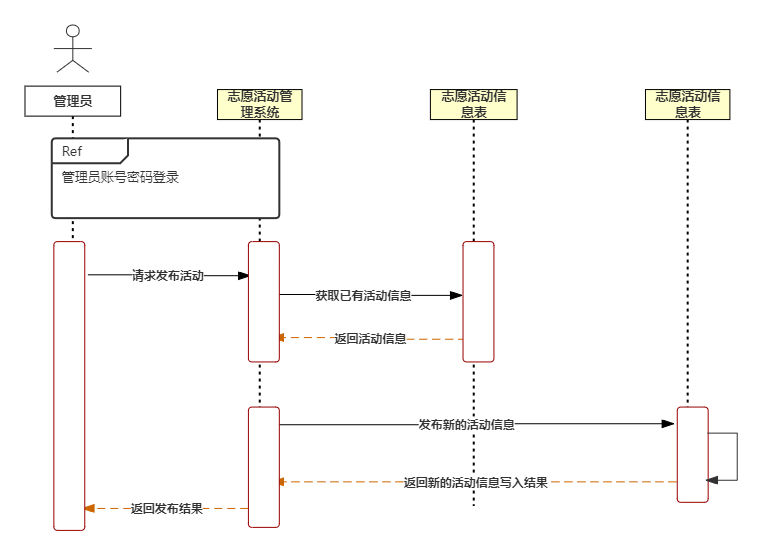 管理员
志愿活动管
理系统
志愿活动信
息表
志愿活动信
息表
Ref
管理员账号密码登录
请求发布活动
获取已有活动信息
返回活动信息
发布新的活动信息
返回新的活动信息写入结果
返回发布结果